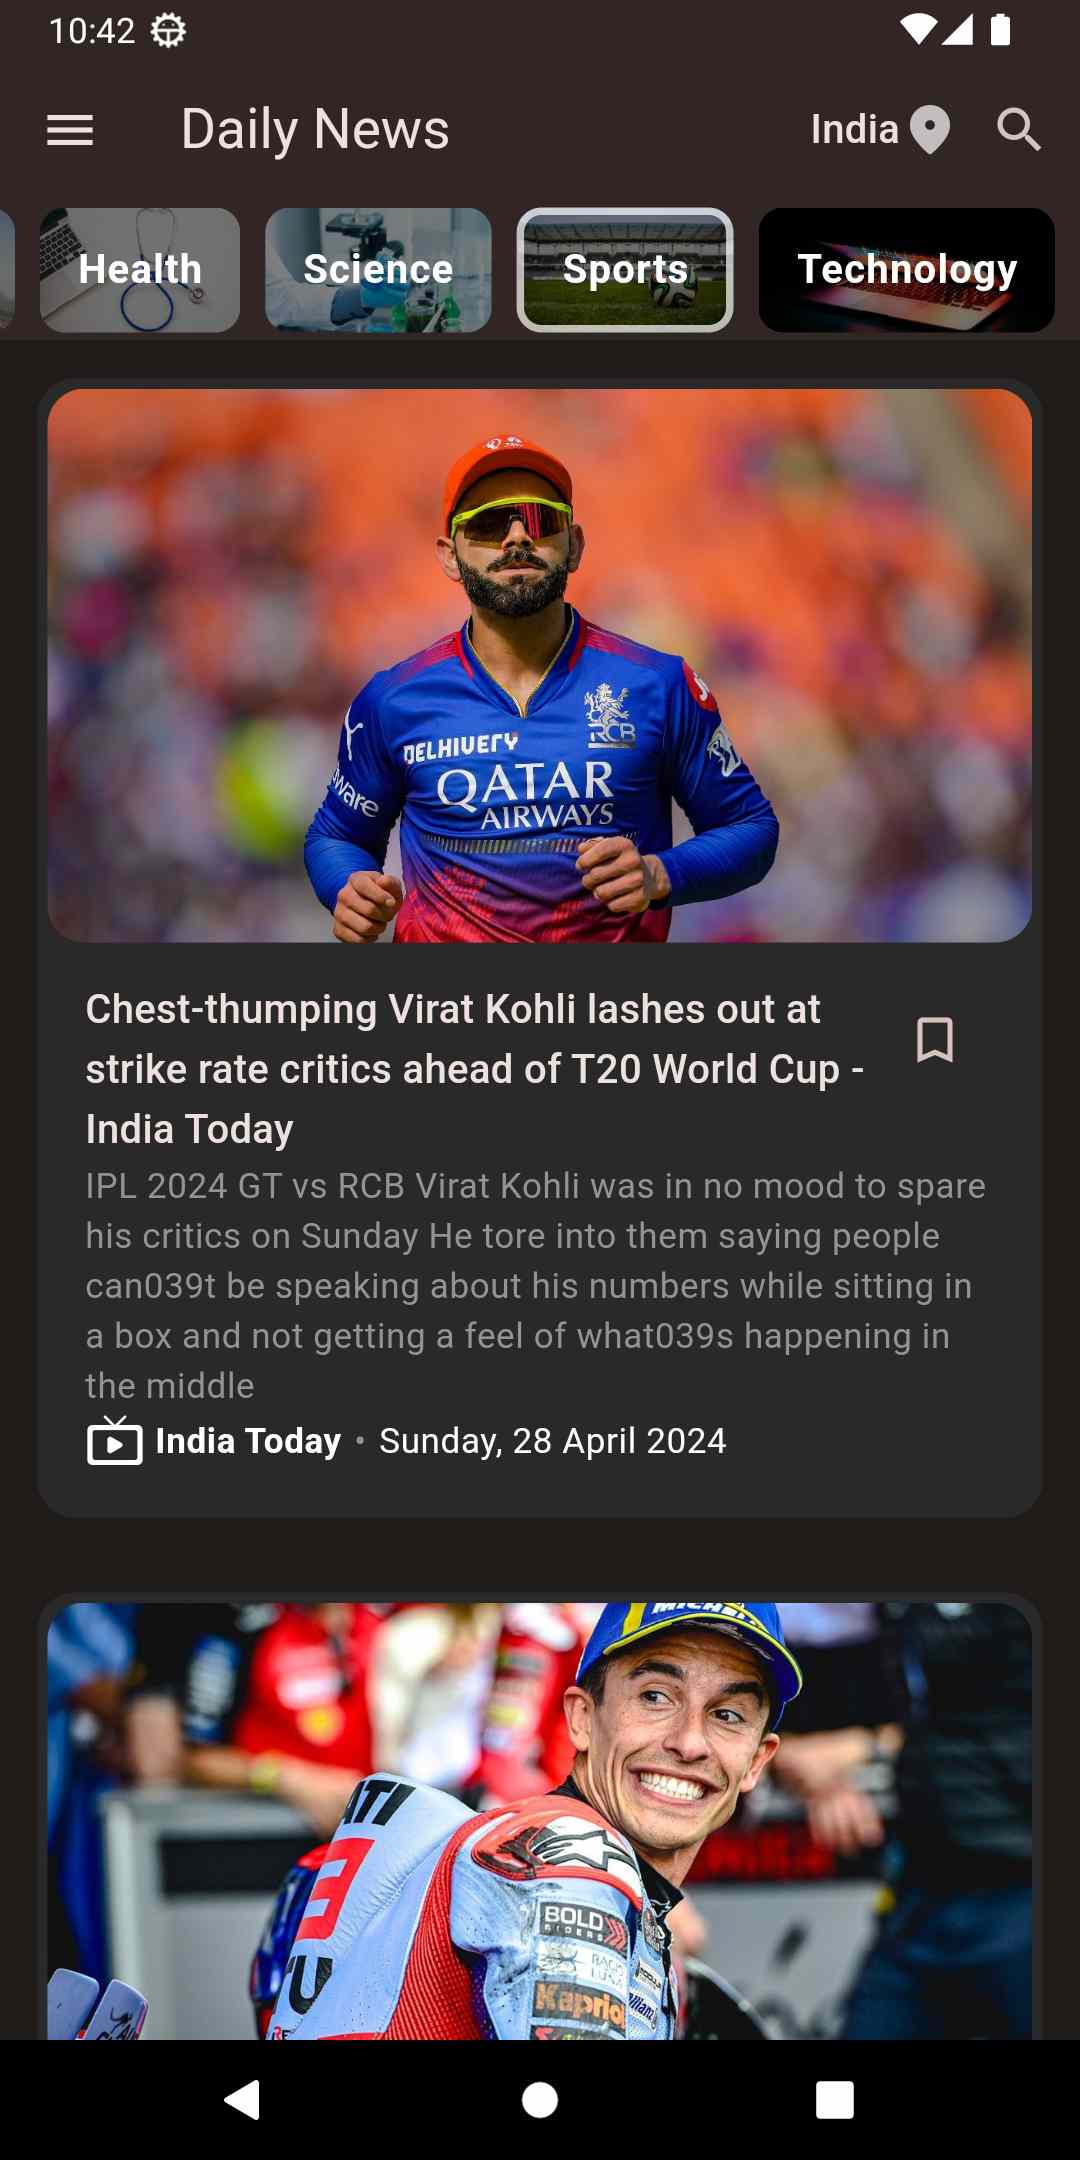 10:42
Daily News
India
Health
Science
Sports
Technology
DELHIVERY
RCB
QATAR
AIRWAYS
ware
Chest-thumping Virat Kohli lashes out at
strike rate critics ahead of T20 World Cup -
India Today
IPL 2024 GT vs RCB Virat Kohli was in no mood to spare
his critics on Sunday He tore into them saying people
can039t be speaking about his numbers while sitting in
a box and not getting a feel of what039s happening in
the middle
India Today • Sunday, 28 April 2024
ATI
BOLD
RIDERS